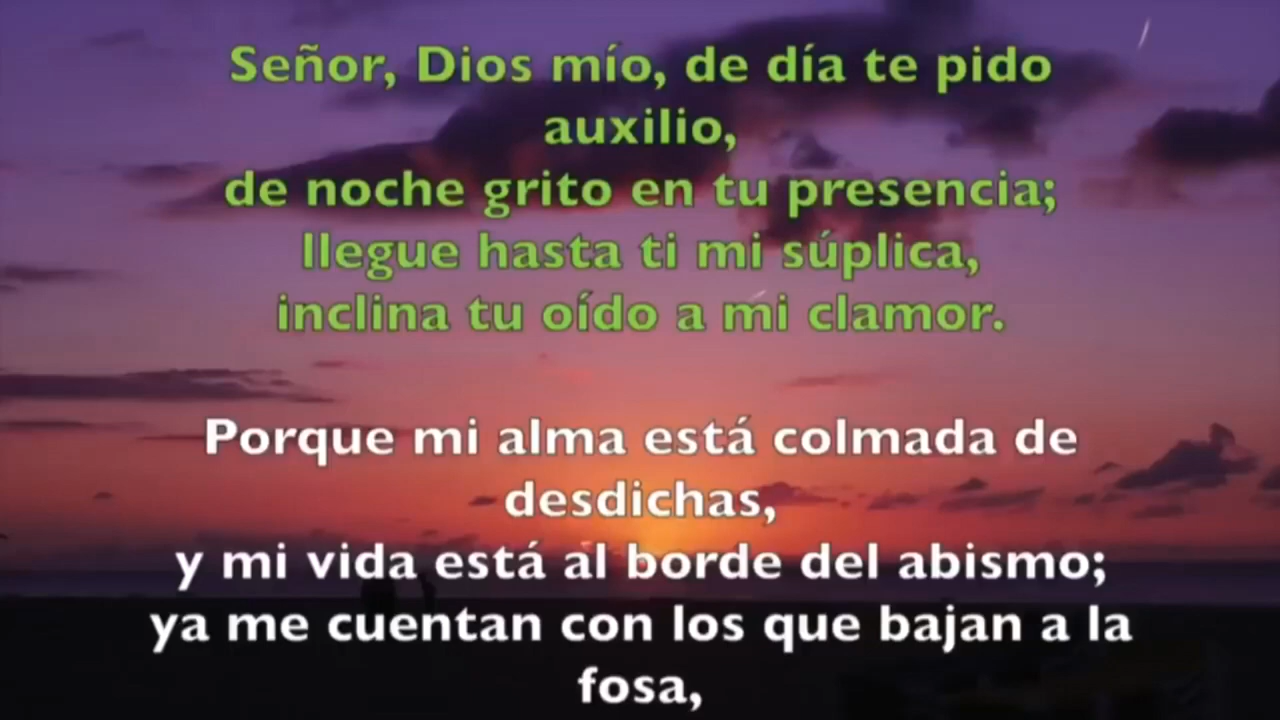 Señor, Dios mío, de día te pido
auxilio,
de noche grito en tu presencia;
llegue hasta ti mi súplica,
inclina tu oído a mi clamor.
Porque mi alma está colmada de
desdichas,
y mi vida está al borde del abismo;
ya me cuentan con los que bajan a la
fosa,